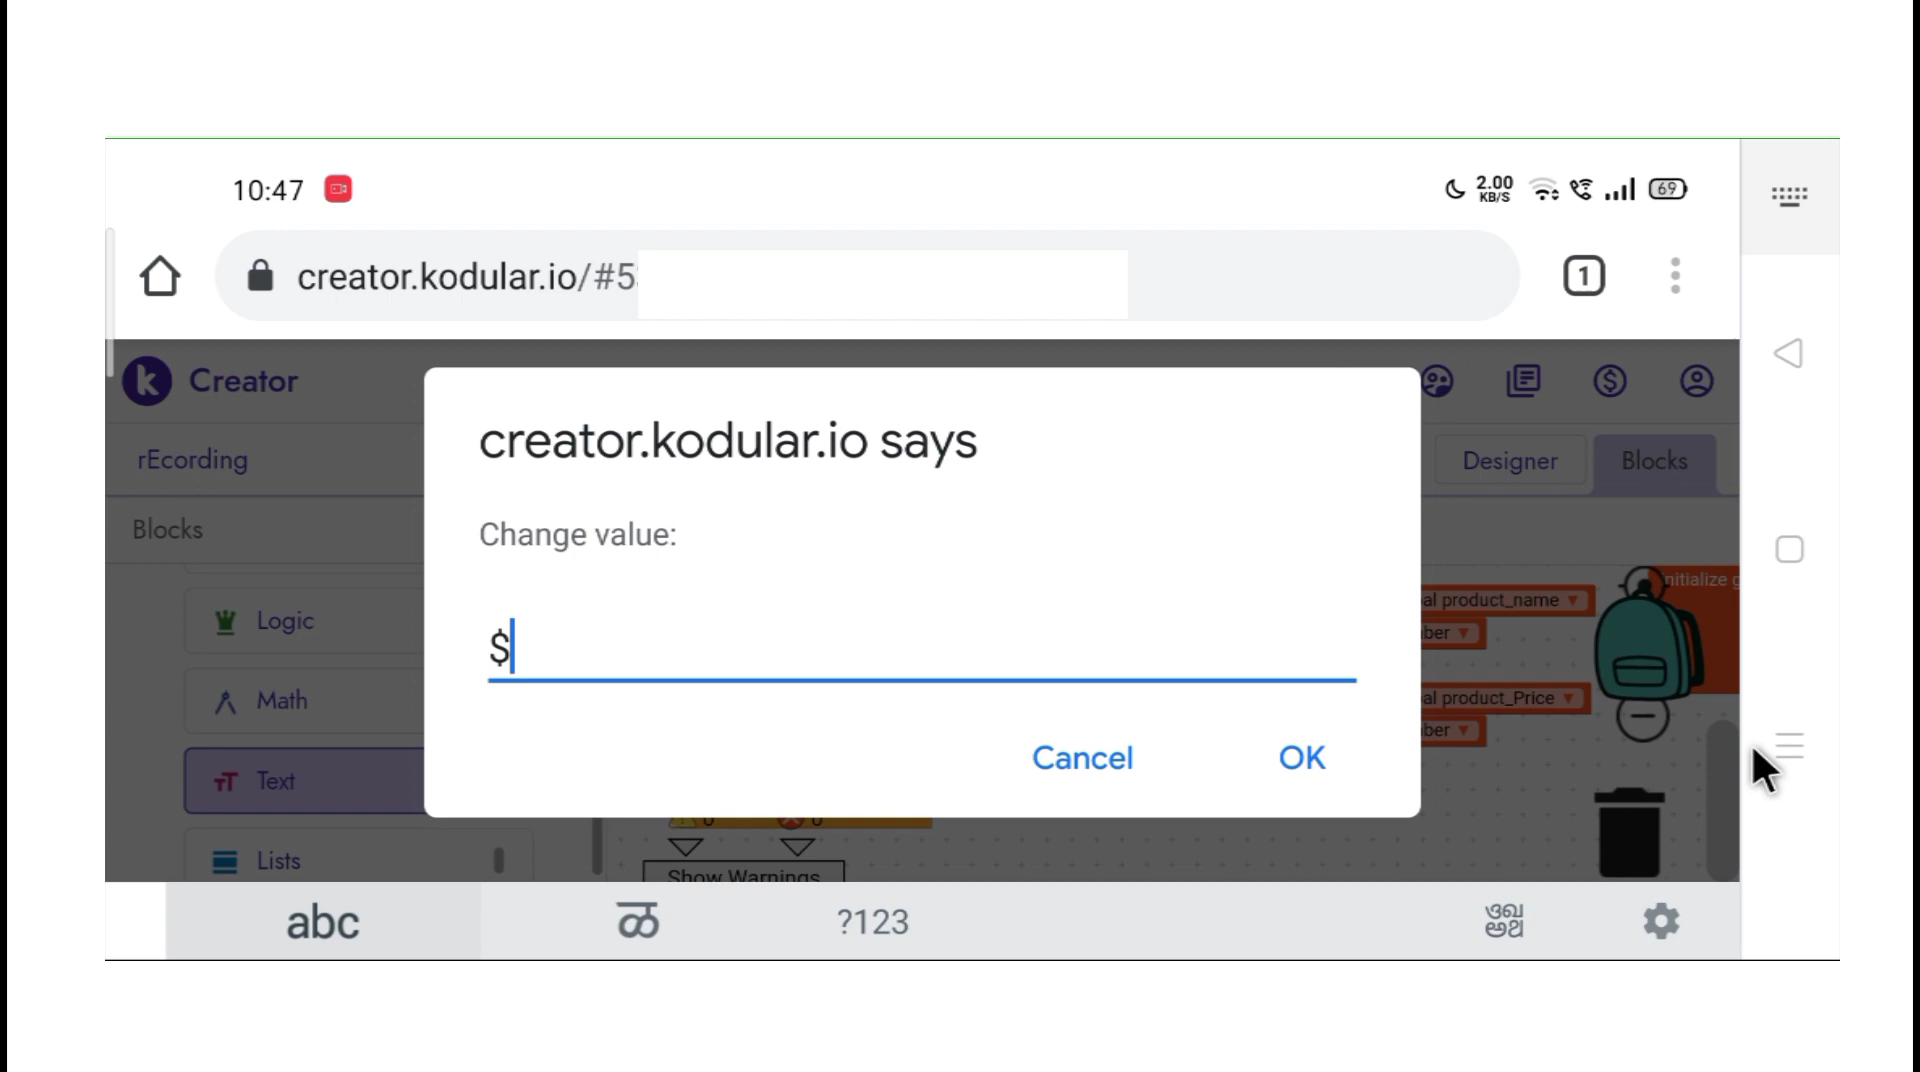 10:47
2.00
KB/S
69
creator.kodular.io/#5
1
Creator
rEcording
Designer
Blocks
Blocks
creator.kodular.io says
Change value:
$
Cancel
OK
Logic
Math
Text
Lists
nitialize g
al product_name
ber
al product_Price
ber
Show Warnings
abc
ळ
?123